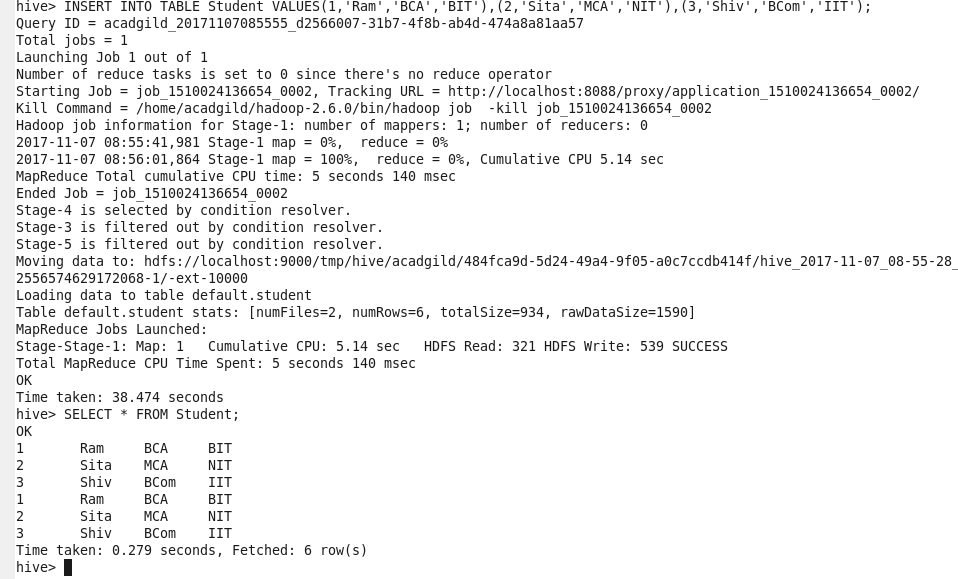 hive> INSERT INTO TABLE Student VALUES(1,'Ram','BCA','BIT'),(2,'Sita','MCA','NIT'),(3,'Shiv','BCom','IIT');
Query ID = acadgild_20171107085555_d2566007-31b7-4f8b-ab4d-474a8a81aa57
Total jobs = 1
Launching Job 1 out of 1
Number of reduce tasks is set to 0 since there's no reduce operator
Starting Job = job_1510024136654_0002, Tracking URL = http://localhost:8088/proxy/application_1510024136654_0002/
Kill Command = /home/acadgild/hadoop-2.6.0/bin/hadoop job  -kill job_1510024136654_0002
Hadoop job information for Stage-1: number of mappers: 1; number of reducers: 0
2017-11-07 08:55:41,981 Stage-1 map = 0%,  reduce = 0%
2017-11-07 08:56:01,864 Stage-1 map = 100%,  reduce = 0%, Cumulative CPU 5.14 sec
MapReduce Total cumulative CPU time: 5 seconds 140 msec
Ended Job = job_1510024136654_0002
Stage-4 is selected by condition resolver.
Stage-3 is filtered out by condition resolver.
Stage-5 is filtered out by condition resolver.
Moving data to: hdfs://localhost:9000/tmp/hive/acadgild/484fca9d-5d24-49a4-9f05-a0c7ccdb414f/hive_2017-11-07_08-55-28_
2556574629172068-1/-ext-10000
Loading data to table default.student
Table default.student stats: [numFiles=2, numRows=6, totalSize=934, rawDataSize=1590]
MapReduce Jobs Launched:
Stage-Stage-1: Map: 1   Cumulative CPU: 5.14 sec   HDFS Read: 321 HDFS Write: 539 SUCCESS
Total MapReduce CPU Time Spent: 5 seconds 140 msec
OK
Time taken: 38.474 seconds
hive> SELECT * FROM Student;
OK
1       Ram     BCA     BIT
2       Sita    MCA     NIT
3       Shiv    BCom    IIT
1       Ram     BCA     BIT
2       Sita    MCA     NIT
3       Shiv    BCom    IIT
Time taken: 0.279 seconds, Fetched: 6 row(s)
hive>